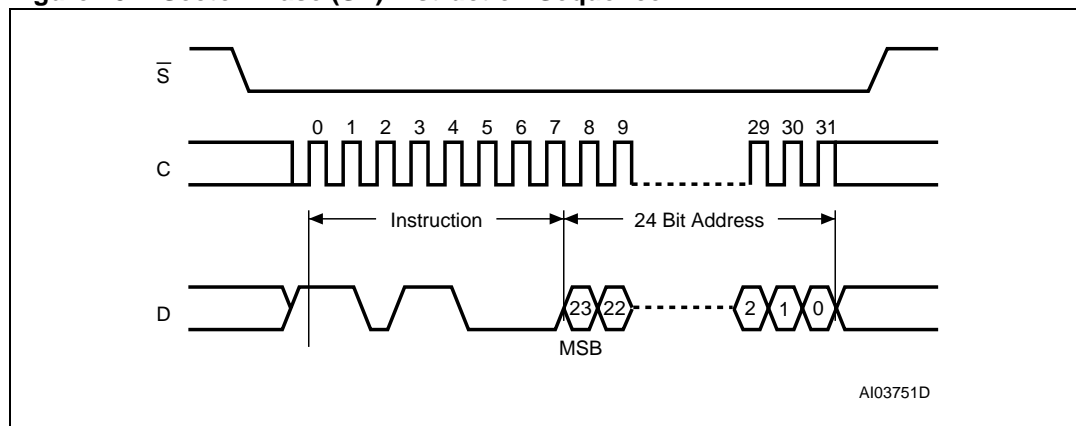 S
0 1 2 3 4 5 6 7 8 9 29 30 31
C
Instruction 24 Bit Address
D 23 22 2 1 0
MSB
AI03751D